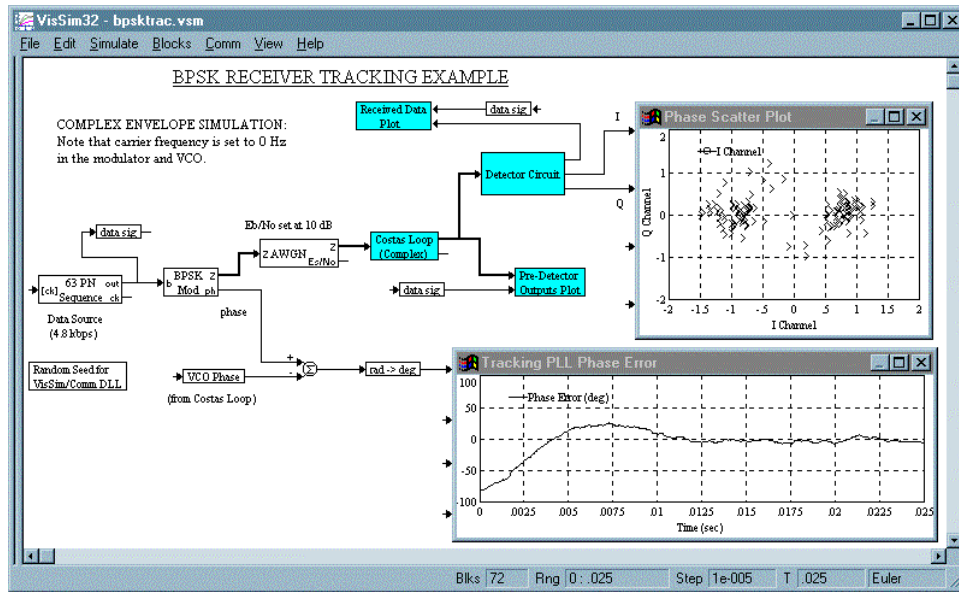 VisSim32 - bpsktrac.vsm
File Edit Simulate Blocks Comm View Help
BPSK RECEIVER TRACKING EXAMPLE
COMPLEX ENVELOPE SIMULATION:
Note that carrier frequency is set to 0 Hz
in the modulator and VCO.
Received Data
Plot
data sig
Detector Circuit
I
Q
Eb/No set at 10 dB
data sig
Z AWGN Z
Es/No
Costas Loop
(Complex)
Pre-Detector
Outputs Plot
data sig
[ck] 63 PN out
Sequence ck
b BPSK Z
Mod ph
Data Source
(4.8 kbps)
phase
Random Seed for
VisSim/Comm DLL
VCO Phase
(from Costas Loop)
+
-
Σ
rad -> deg
Phase Scatter Plot
I Channel
Q Channel
2
1
0
-1
-2
-2 -1.5 -1 -.5 0 .5 1 1.5 2
I Channel
Tracking PLL Phase Error
Phase Error (deg)
100
50
0
-50
-100
0 .0025 .005 .0075 .01 .0125 .015 .0175 .02 .0225 .025
Time (sec)
Blks 72 Rng 0 : .025 Step 1e-005 T .025 Euler